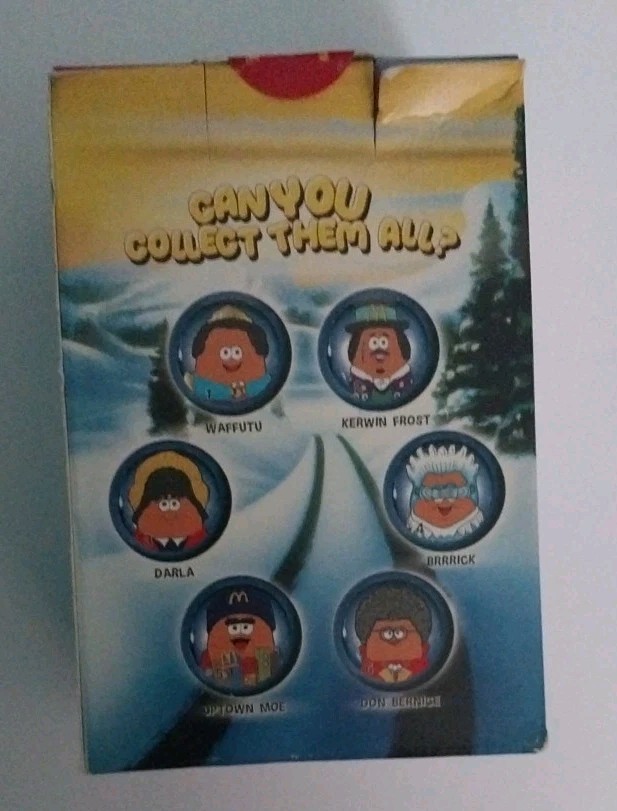 CAN YOU
COLLECT THEM ALL?
WAFFUTU
KERWIN FROST
DARLA
BRRRICK
UPTOWN MOE
DON BERNICE